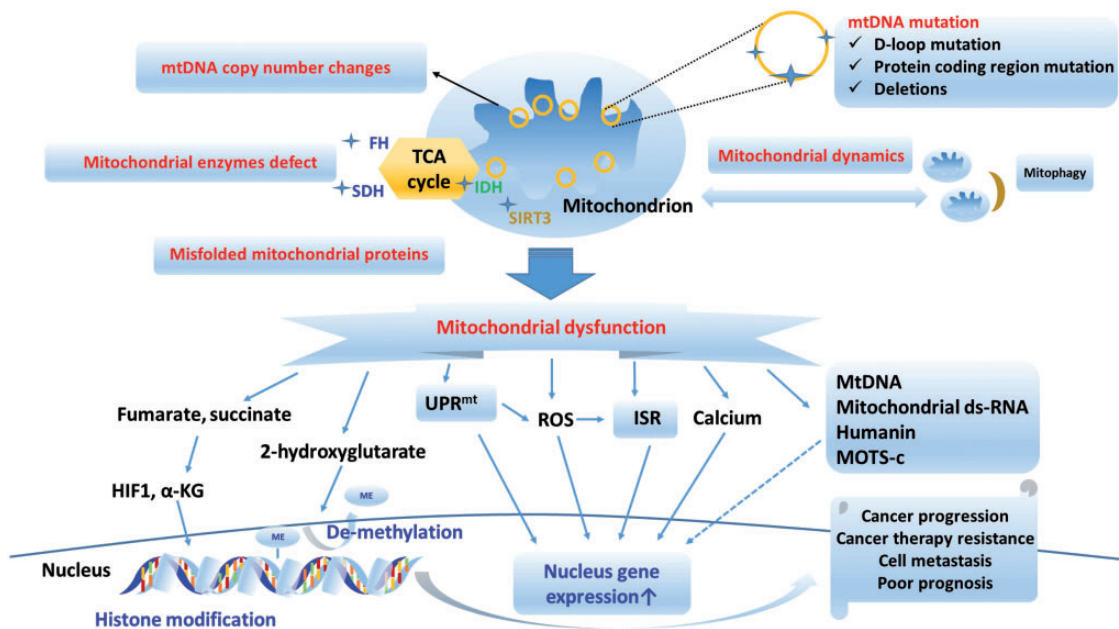 mtDNA mutation
✓ D-loop mutation
✓ Protein coding region mutation
✓ Deletions
mtDNA copy number changes
Mitochondrial enzymes defect
FH
SDH
TCA
cycle
IDH
SIRT3
Mitochondrion
Mitochondrial dynamics
Mitophagy
Misfolded mitochondrial proteins
Mitochondrial dysfunction
Fumarate, succinate
2-hydroxyglutarate
HIF1, α-KG
UPRᵐᵗ
ROS
ISR
Calcium
MtDNA
Mitochondrial ds-RNA
Humanin
MOTS-c
ME
De-methylation
ME
Nucleus
Histone modification
Nucleus gene
expression↑
Cancer progression
Cancer therapy resistance
Cell metastasis
Poor prognosis